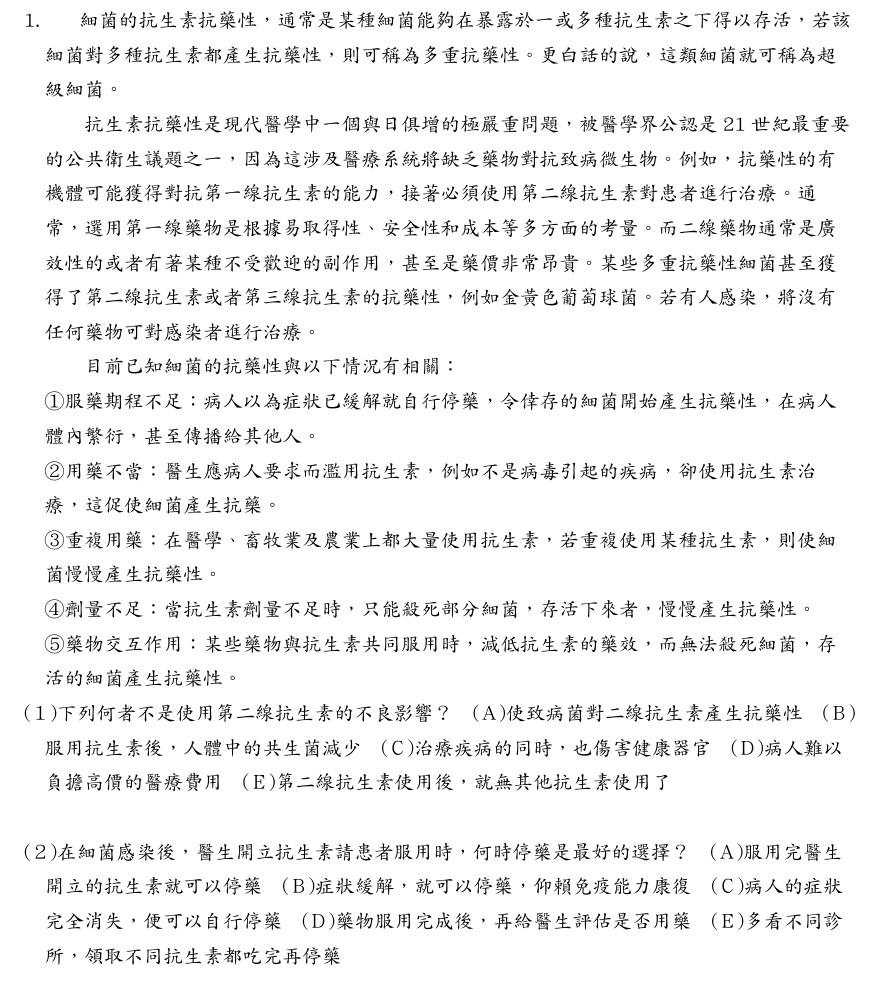 1. 細菌的抗生素抗藥性，通常是某種細菌能夠在暴露於一或多種抗生素之下得以存活，若該
細菌對多種抗生素都產生抗藥性，則可稱為多重抗藥性。更白話的說，這類細菌就可稱為超
級細菌。
抗生素抗藥性是現代醫學中一個與日俱增的極嚴重問題，被醫學界公認是 21 世紀最重要
的公共衛生議題之一，因為這涉及醫療系統將缺乏藥物對抗致病微生物。例如，抗藥性的有
機體可能獲得對抗第一線抗生素的能力，接著必須使用第二線抗生素對患者進行治療。通
常，選用第一線藥物是根據易取得性、安全性和成本等多方面的考量。而二線藥物通常是廣
效性的或者有著某種不受歡迎的副作用，甚至是藥價非常昂貴。某些多重抗藥性細菌甚至獲
得了第二線抗生素或者第三線抗生素的抗藥性，例如金黃色葡萄球菌。若有人感染，將沒有
任何藥物可對感染者進行治療。
目前已知細菌的抗藥性與以下情況有相關：
①服藥期程不足：病人以為症狀已緩解就自行停藥，令倖存的細菌開始產生抗藥性，在病人
體內繁衍，甚至傳播給其他人。
②用藥不當：醫生應病人要求而濫用抗生素，例如不是病毒引起的疾病，卻使用抗生素治
療，這促使細菌產生抗藥。
③重複用藥：在醫學、畜牧業及農業上都大量使用抗生素，若重複使用某種抗生素，則使細
菌慢慢產生抗藥性。
④劑量不足：當抗生素劑量不足時，只能殺死部分細菌，存活下來者，慢慢產生抗藥性。
⑤藥物交互作用：某些藥物與抗生素共同服用時，減低抗生素的藥效，而無法殺死細菌，存
活的細菌產生抗藥性。
(1)下列何者不是使用第二線抗生素的不良影響？ (A)使致病菌對二線抗生素產生抗藥性 (B)
服用抗生素後，人體中的共生菌減少 (C)治療疾病的同時，也傷害健康器官 (D)病人難以
負擔高價的醫療費用 (E)第二線抗生素使用後，就無其他抗生素使用了
(2)在細菌感染後，醫生開立抗生素請患者服用時，何時停藥是最好的選擇？ (A)服用完醫生
開立的抗生素就可以停藥 (B)症狀緩解，就可以停藥，仰賴免疫能力康復 (C)病人的症狀
完全消失，便可以自行停藥 (D)藥物服用完成後，再給醫生評估是否用藥 (E)多看不同診
所，領取不同抗生素都吃完再停藥